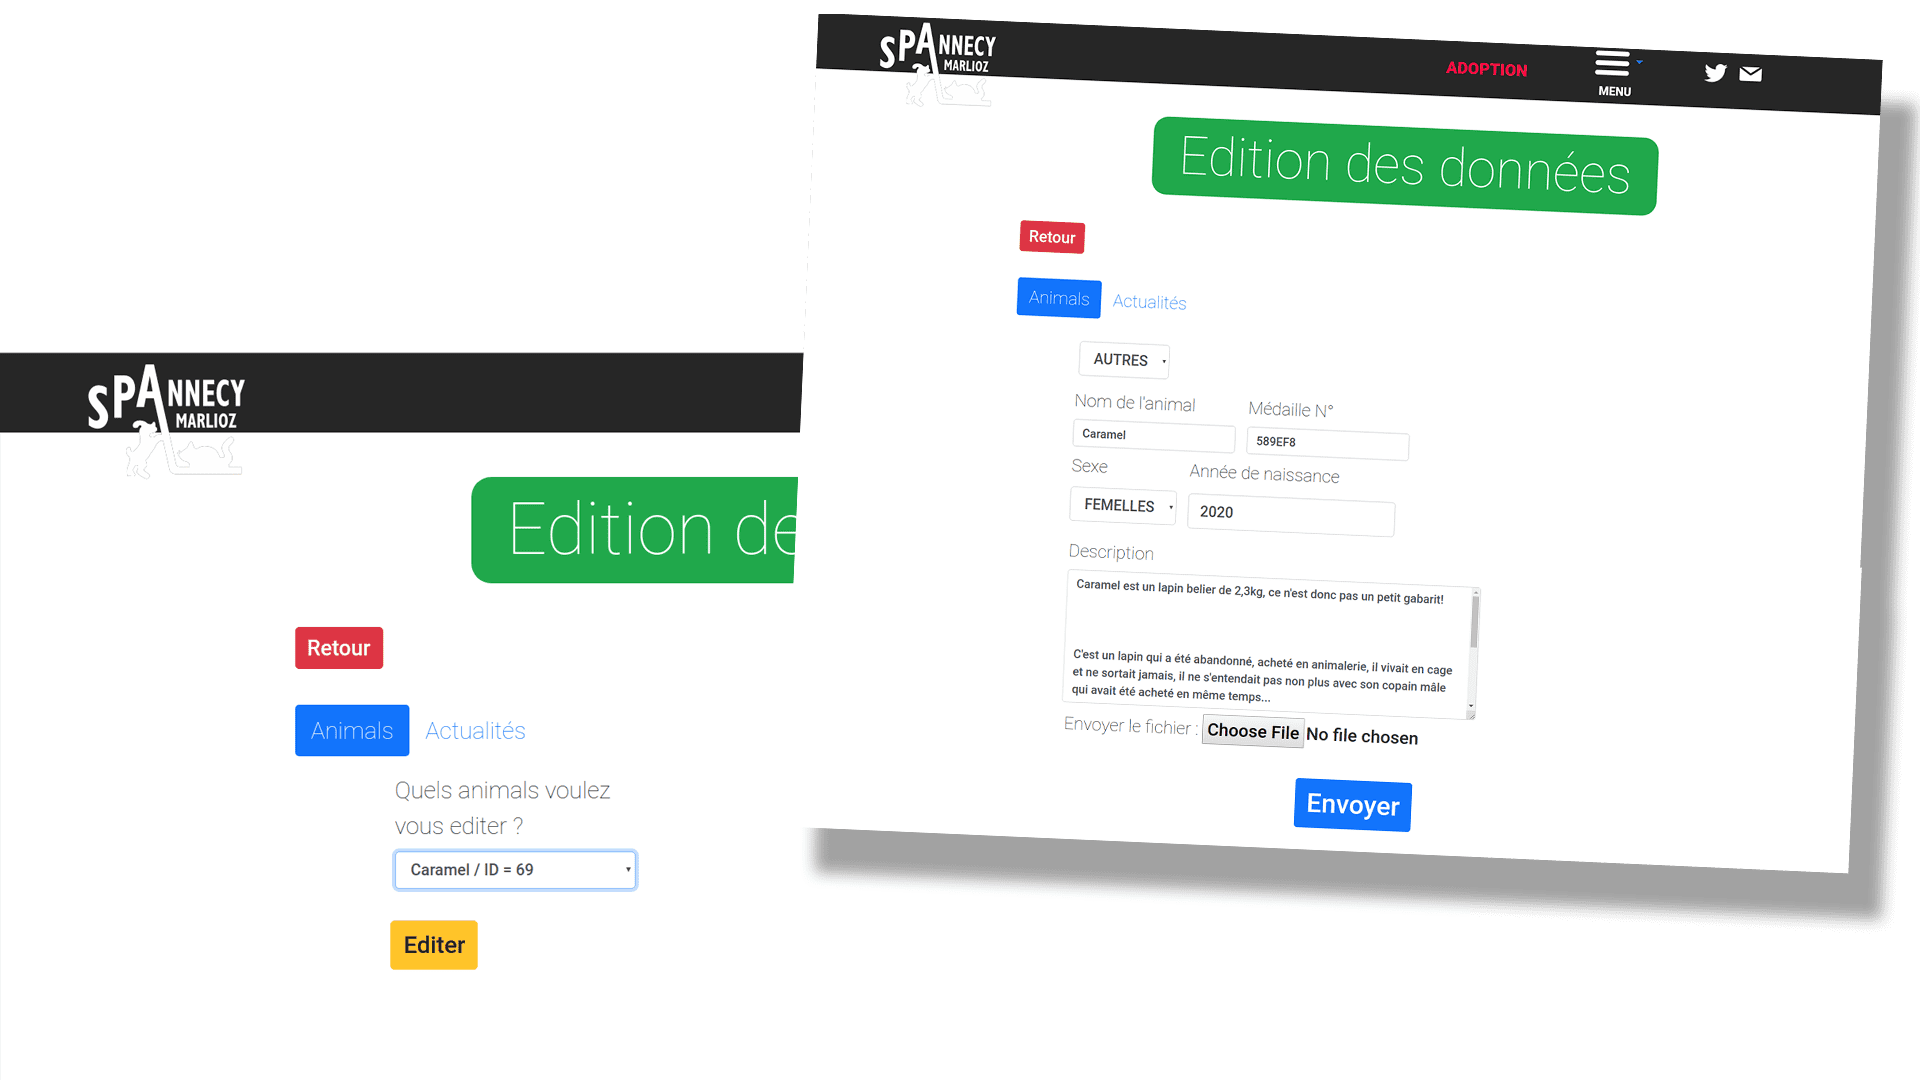 SPANNECY
MARLIOZ
Edition de
Retour
Animals Actualités
Quels animals voulez
vous editer ?
Caramel / ID = 69
Editer
SPANNECY
MARLIOZ
ADOPTION
MENU
Edition des données
Retour
Animals Actualités
AUTRES
Nom de l'animal Médaille N°
Caramel 589EF8
Sexe Année de naissance
FEMELLES 2020
Description
Caramel est un lapin belier de 2,3kg, ce n'est donc pas un petit gabarit!
C'est un lapin qui a été abandonné, acheté en animalerie, il vivait en cage
et ne sortait jamais, il ne s'entendait pas non plus avec son copain mâle
qui avait été acheté en même temps...
Envoyer le fichier : Choose File No file chosen
Envoyer